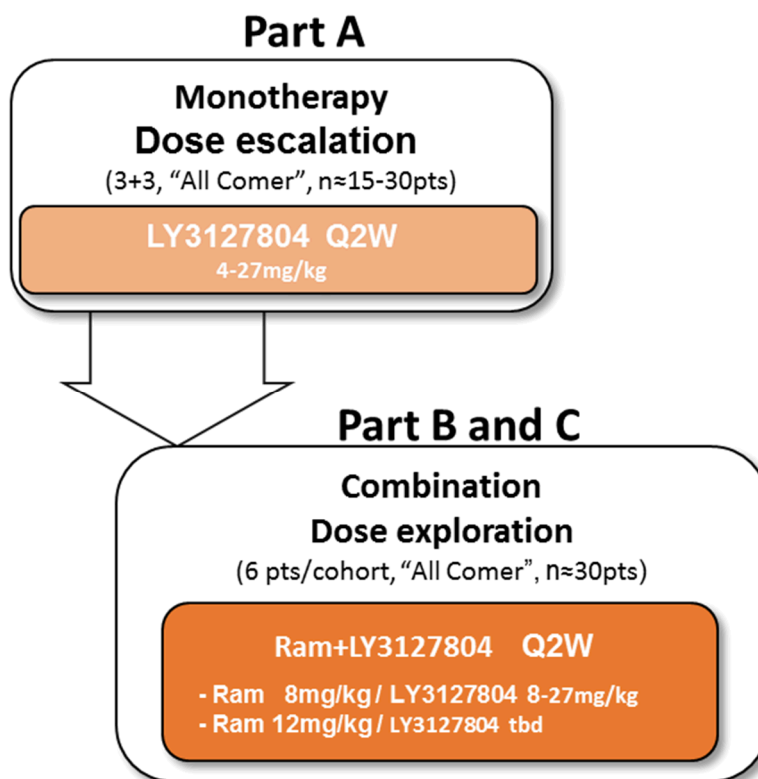 Part A
Monotherapy
Dose escalation
(3+3, “All Comer”, n≈15-30pts)
LY3127804 Q2W
4-27mg/kg
Part B and C
Combination
Dose exploration
(6 pts/cohort, “All Comer”, n≈30pts)
Ram+LY3127804 Q2W
- Ram 8mg/kg / LY3127804 8-27mg/kg
- Ram 12mg/kg / LY3127804 tbd